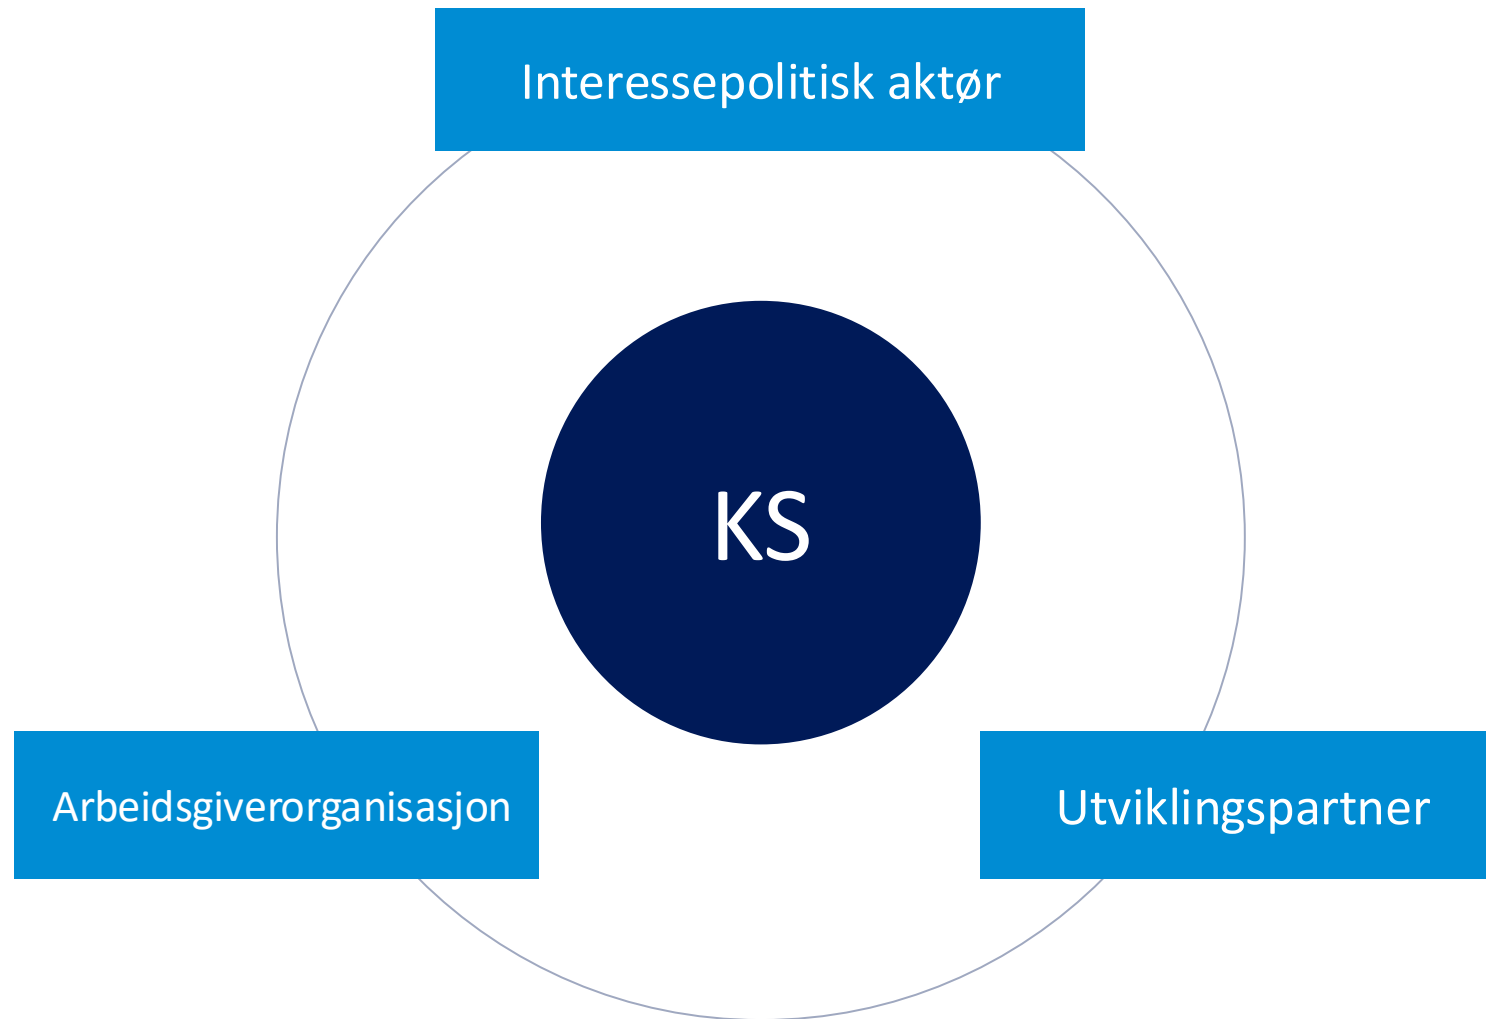 Interessepolitisk aktør
KS
Arbeidsgiverorganisasjon
Utviklingspartner